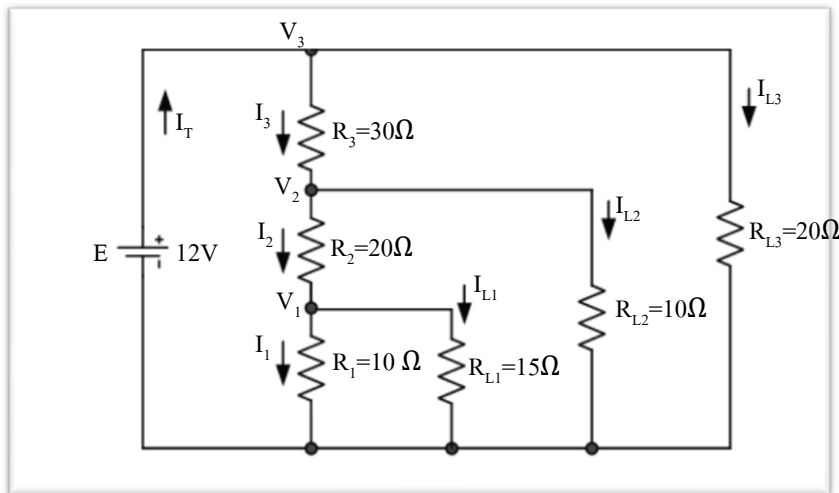 V3
IL3
IT
I3
R3=30Ω
V2
IL2
I2
R2=20Ω
E
+
-
12V
RL3=20Ω
IL1
V1
RL2=10Ω
I1
R1=10 Ω
RL1=15Ω